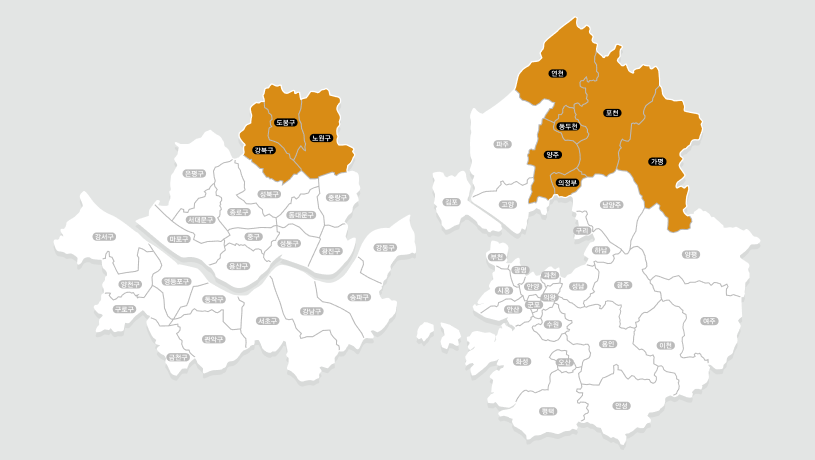 도봉구
노원구
강북구
은평구
성북구
중랑구
종로구
서대문구
동대문구
마포구
중구
성동구
광진구
강동구
강서구
용산구
양천구
영등포구
동작구
송파구
구로구
서초구
강남구
관악구
금천구
연천
포천
동두천
파주
양주
가평
의정부
김포
고양
남양주
구리
하남
양평
부천
광명
과천
시흥
안양
성남
광주
의왕
군포
안산
수원
여주
용인
이천
화성
오산
평택
안성